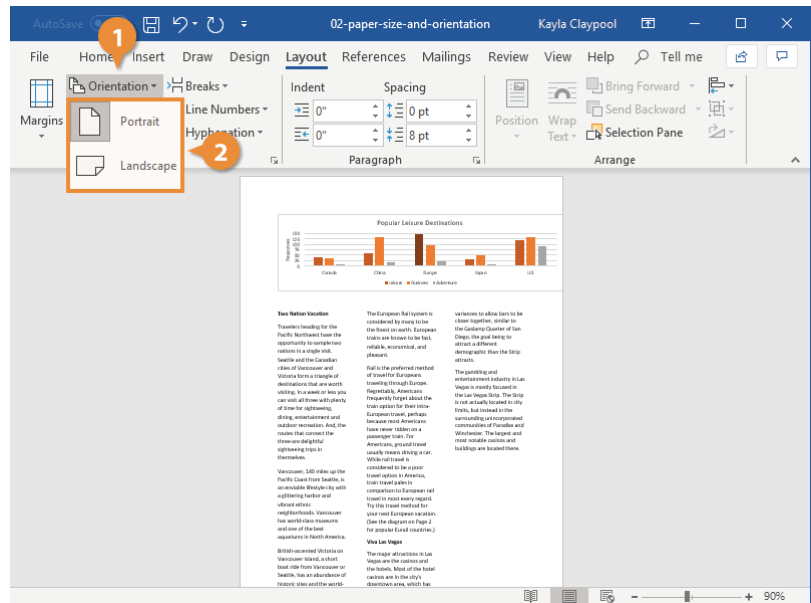 AutoSave
02-paper-size-and-orientation
Kayla Claypool
1
File Home Insert Draw Design Layout References Mailings Review View Help Tell me
Orientation Breaks Indent Spacing Bring Forward
Margins Portrait Line Numbers 0" 0 pt Position Wrap Text Send Backward
Hyphenation 0" 8 pt Selection Pane
Landscape 2
Paragraph Arrange
Popular Leisure Destinations
Responses
150
125
100
75
50
25
0
Canada China Europe Japan U.S.
Leisure Business Adventure
Two Nation Vacation
Travelers heading for the
Pacific Northwest have the
opportunity to sample two
nations in a single visit.
Seattle and the Canadian
cities of Vancouver and
Victoria form a triangle of
destinations that are worth
visiting. In a week or less you
can visit all three with plenty
of time for sightseeing,
dining, entertainment and
outdoor recreation. And, the
routes that connect the
three are delightful
sightseeing trips in
themselves.
Vancouver, 140 miles up the
Pacific Coast from Seattle, is
an enviable lifestyle city with
a glittering harbor and
vibrant ethnic
neighborhoods. Vancouver
has world-class museums
and one of the best
aquariums in North America.
British-accented Victoria on
Vancouver Island, a short
boat ride from Vancouver or
Seattle, has an abundance of
historic sites and the world-
The European Rail system is
considered by many to be
the finest on earth. European
trains are known to be fast,
reliable, economical, and
pleasant.
Rail is the preferred method
of travel for Europeans
traveling through Europe.
Regrettably, Americans
frequently forget about the
train option for their intra-
European travel, perhaps
because most Americans
have never ridden on a
passenger train. For
Americans, ground travel
usually means driving a car.
While rail travel is
considered to be a poor
travel option in America,
train travel pales in
comparison to European rail
travel in most every regard.
Try this travel method for
your next European vacation.
(See the diagram on Page 2
for popular Eurail countries.)
Viva Las Vegas
The major attractions in Las
Vegas are the casinos and
the hotels. Most of the hotel
casinos are in the city's
downtown area, which has
variances to allow bars to be
closer together, similar to
the Gaslamp Quarter of San
Diego, the goal being to
attract a different
demographic than the Strip
attracts.
The gambling and
entertainment industry in Las
Vegas is mostly focused in
the Las Vegas Strip. The Strip
is not actually located in city
limits, but instead in the
surrounding unincorporated
communities of Paradise and
Winchester. The largest and
most notable casinos and
buildings are located there.
90%